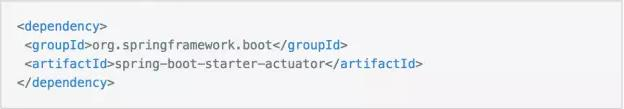 <dependency>
<groupId>org.springframework.boot</groupId>
<artifactId>spring-boot-starter-actuator</artifactId>
</dependency>